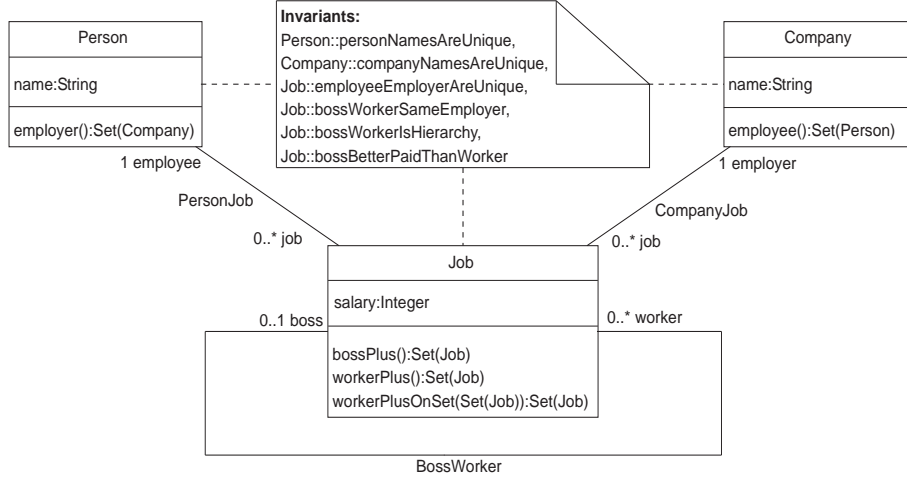 Person
name:String
employer():Set(Company)
Invariants:
Person::personNamesAreUnique,
Company::companyNamesAreUnique,
Job::employeeEmployerAreUnique,
Job::bossWorkerSameEmployer,
Job::bossWorkerIsHierarchy,
Job::bossBetterPaidThanWorker
Company
name:String
employee():Set(Person)
1 employee
1 employer
PersonJob
CompanyJob
0..* job
0..* job
Job
salary:Integer
0..1 boss
0..* worker
bossPlus():Set(Job)
workerPlus():Set(Job)
workerPlusOnSet(Set(Job)):Set(Job)
BossWorker